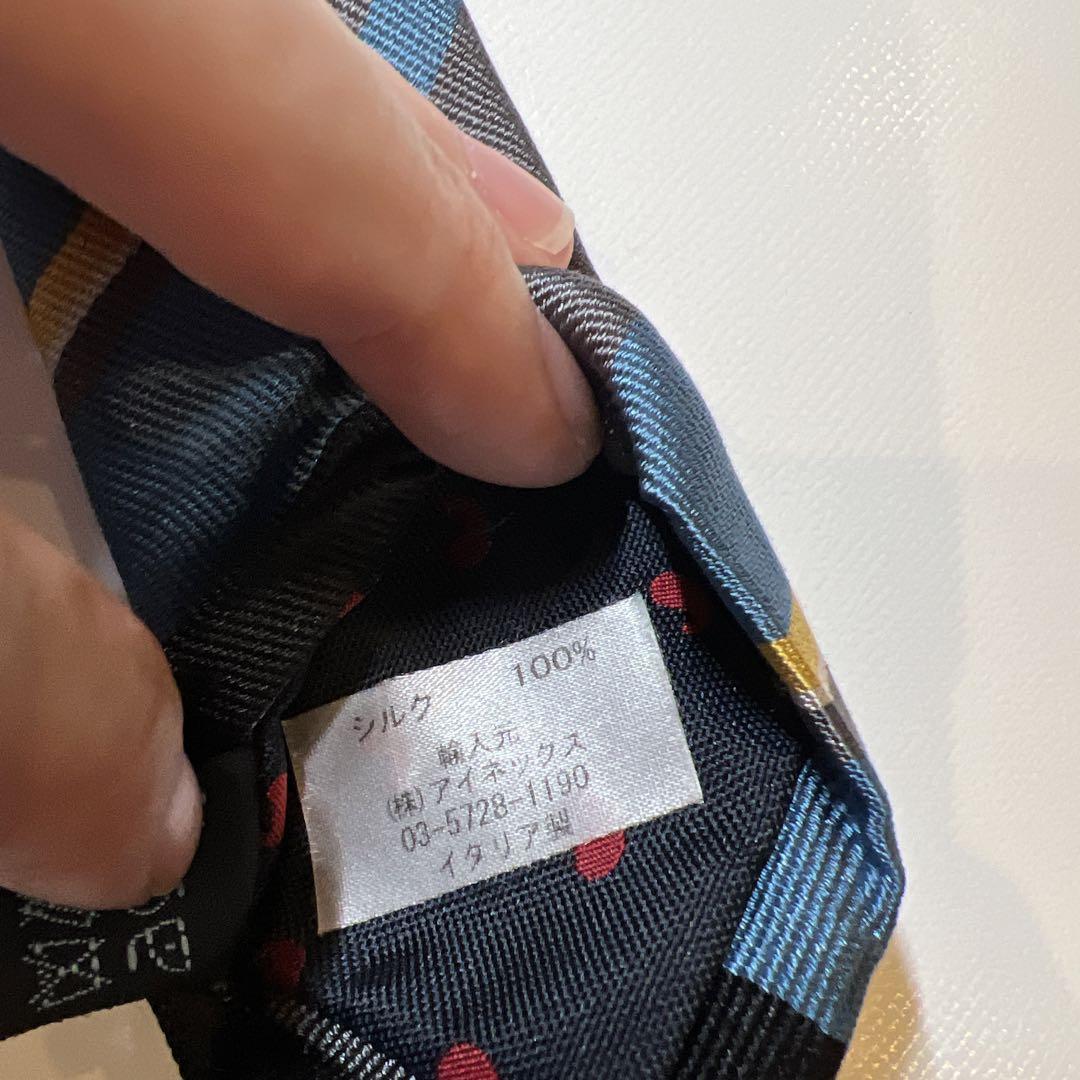 シルク 100%
輸入元
(株)アイネックス
03-5728-1190
イタリア製